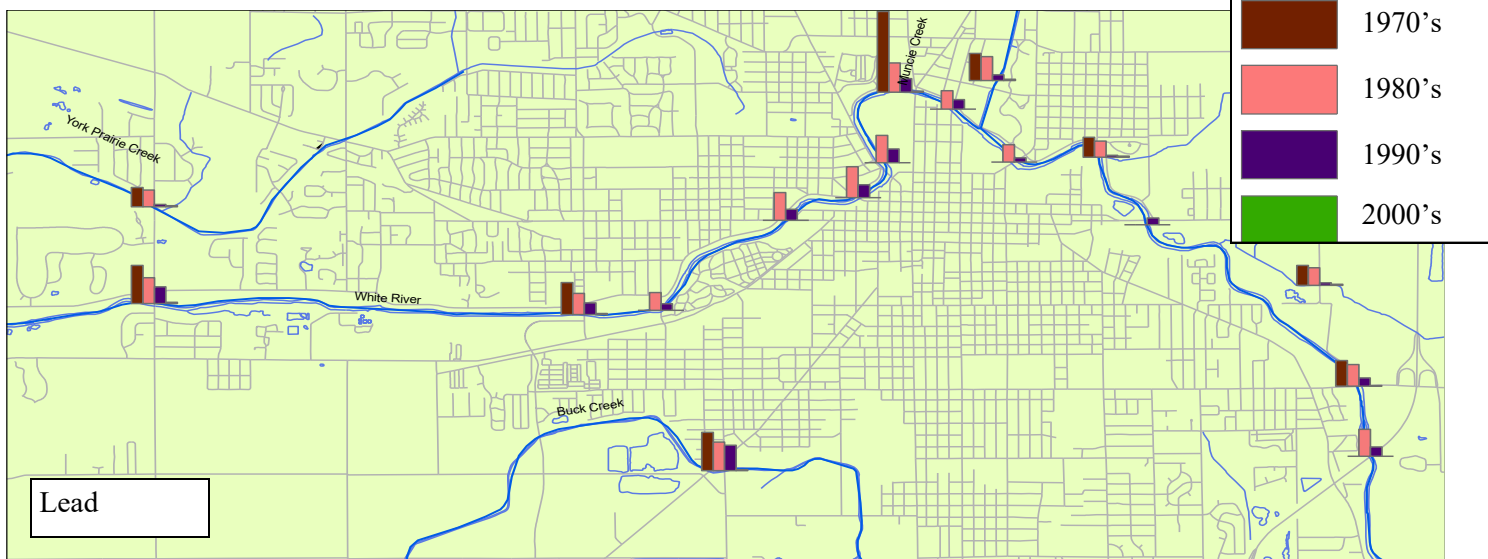 1970's
1980's
1990's
2000's
Muncie Creek
York Prairie Creek
White River
Buck Creek
Lead